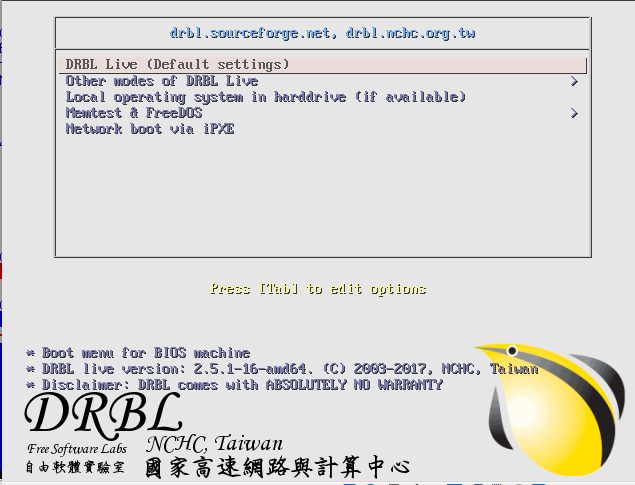 drbl.sourceforge.net, drbl.nchc.org.tw
DRBL Live (Default settings)
Other modes of DRBL Live >
Local operating system in harddrive (if available)
Memtest & FreeDOS >
Network boot via iPXE
Press [Tab] to edit options
* Boot menu for BIOS machine
* DRBL live version: 2.5.1-16-amd64. (C) 2003-2017, NCHC, Taiwan
* Disclaimer: DRBL comes with ABSOLUTELY NO WARRANTY
DRBL
Free Software Labs NCHC, Taiwan
自由軟體實驗室 國家高速網路與計算中心